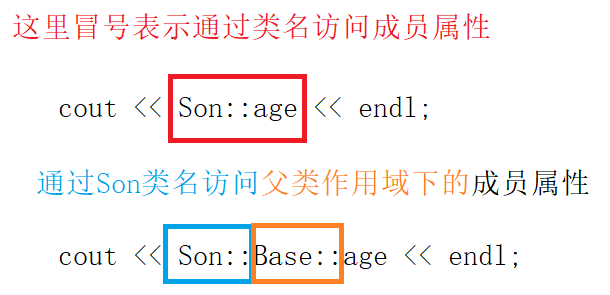 这里冒号表示通过类名访问成员属性
cout << Son::age << endl;
通过Son类名访问父类作用域下的成员属性
cout << Son::Base::age << endl;